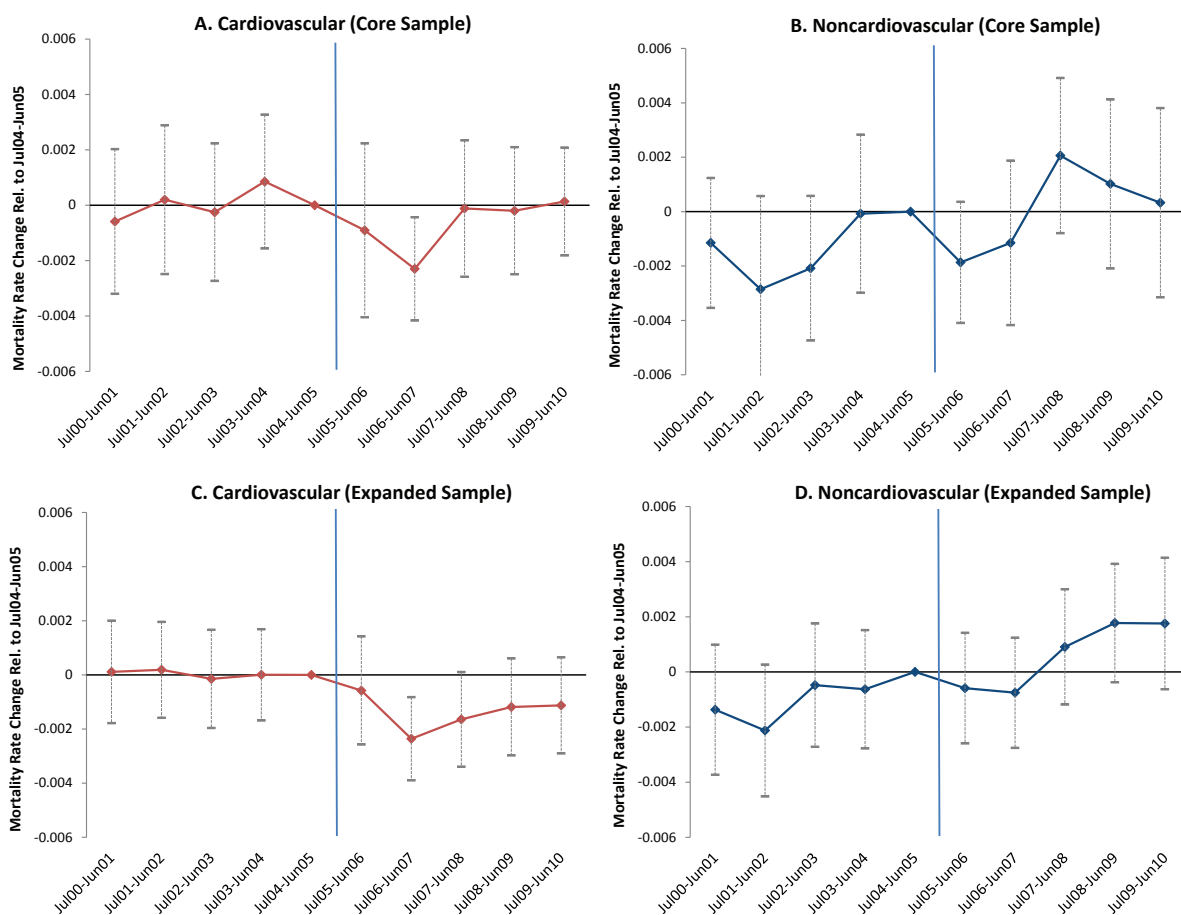 A. Cardiovascular (Core Sample)
Mortality Rate Change Rel. to Jul04-Jun05
0.006
0.004
0.002
0
-0.002
-0.004
-0.006
Jul00-Jun01
Jul01-Jun02
Jul02-Jun03
Jul03-Jun04
Jul04-Jun05
Jul05-Jun06
Jul06-Jun07
Jul07-Jun08
Jul08-Jun09
Jul09-Jun10
B. Noncardiovascular (Core Sample)
Mortality Rate Change Rel. to Jul04-Jun05
0.006
0.004
0.002
0
-0.002
-0.004
-0.006
Jul00-Jun01
Jul01-Jun02
Jul02-Jun03
Jul03-Jun04
Jul04-Jun05
Jul05-Jun06
Jul06-Jun07
Jul07-Jun08
Jul08-Jun09
Jul09-Jun10
C. Cardiovascular (Expanded Sample)
Mortality Rate Change Rel. to Jul04-Jun05
0.006
0.004
0.002
0
-0.002
-0.004
-0.006
Jul00-Jun01
Jul01-Jun02
Jul02-Jun03
Jul03-Jun04
Jul04-Jun05
Jul05-Jun06
Jul06-Jun07
Jul07-Jun08
Jul08-Jun09
Jul09-Jun10
D. Noncardiovascular (Expanded Sample)
Mortality Rate Change Rel. to Jul04-Jun05
0.006
0.004
0.002
0
-0.002
-0.004
-0.006
Jul00-Jun01
Jul01-Jun02
Jul02-Jun03
Jul03-Jun04
Jul04-Jun05
Jul05-Jun06
Jul06-Jun07
Jul07-Jun08
Jul08-Jun09
Jul09-Jun10